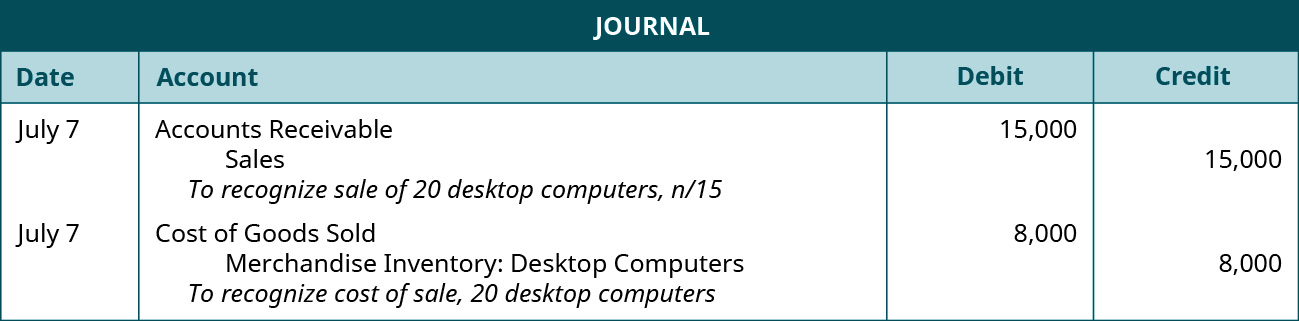 JOURNAL
Date Account Debit Credit
July 7 Accounts Receivable 15,000
Sales 15,000
To recognize sale of 20 desktop computers, n/15
July 7 Cost of Goods Sold 8,000
Merchandise Inventory: Desktop Computers 8,000
To recognize cost of sale, 20 desktop computers